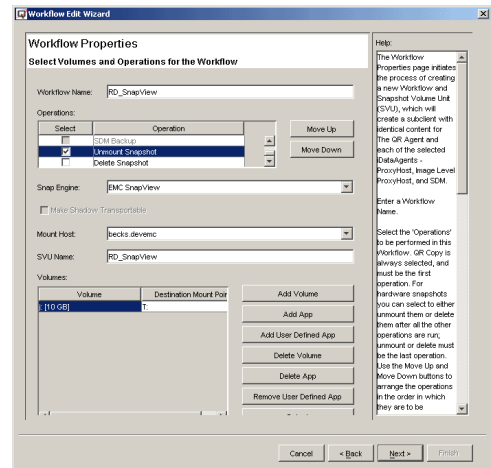 Workflow Edit Wizard
Workflow Properties
Select Volumes and Operations for the Workflow
Workflow Name:
RD_SnapView
Operations:
Select
Operation
SDM Backup
Unmount Snapshot
Delete Snapshot
Move Up
Move Down
Snap Engine:
EMC SnapView
Make Shadow Transportable
Mount Host:
becks.devemc
SVU Name:
RD_SnapView
Volumes:
Volume
Destination Mount Poin
[10 GB]
T:
Add Volume
Add App
Add User Defined App
Delete Volume
Delete App
Remove User Defined App
Help:
The Workflow
Properties page initiates
the process of creating
a new Workflow and
Snapshot Volume Unit
(SVU), which will
create a subclient with
identical content for
The QR Agent and
each of the selected
iDataAgents -
ProxyHost, Image Level
ProxyHost, and SDM.
Enter a Workflow
Name.
Select the 'Operations'
to be performed in this
Workflow. QR Copy is
always selected, and
must be the first
operation. For
hardware snapshots
you can select to either
unmount them or delete
them after all the other
operations are run;
unmount or delete must
be the last operation.
Use the Move Up and
Move Down buttons to
arrange the operations
in the order in which
they are to be
Cancel
< Back
Next >
Finish